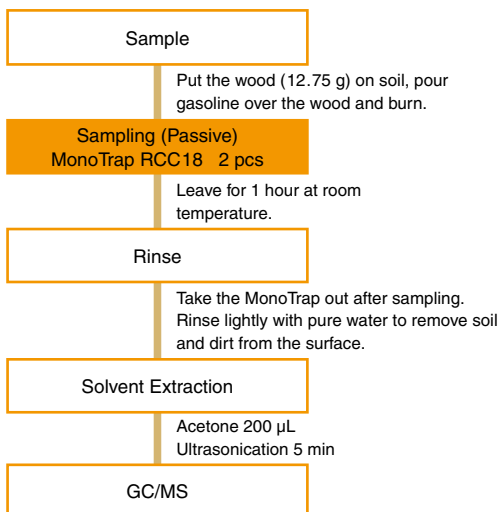 Sample
Put the wood (12.75 g) on soil, pour
gasoline over the wood and burn.
Sampling (Passive)
MonoTrap RCC18 2 pcs
Leave for 1 hour at room
temperature.
Rinse
Take the MonoTrap out after sampling.
Rinse lightly with pure water to remove soil
and dirt from the surface.
Solvent Extraction
Acetone 200 µL
Ultrasonication 5 min
GC/MS